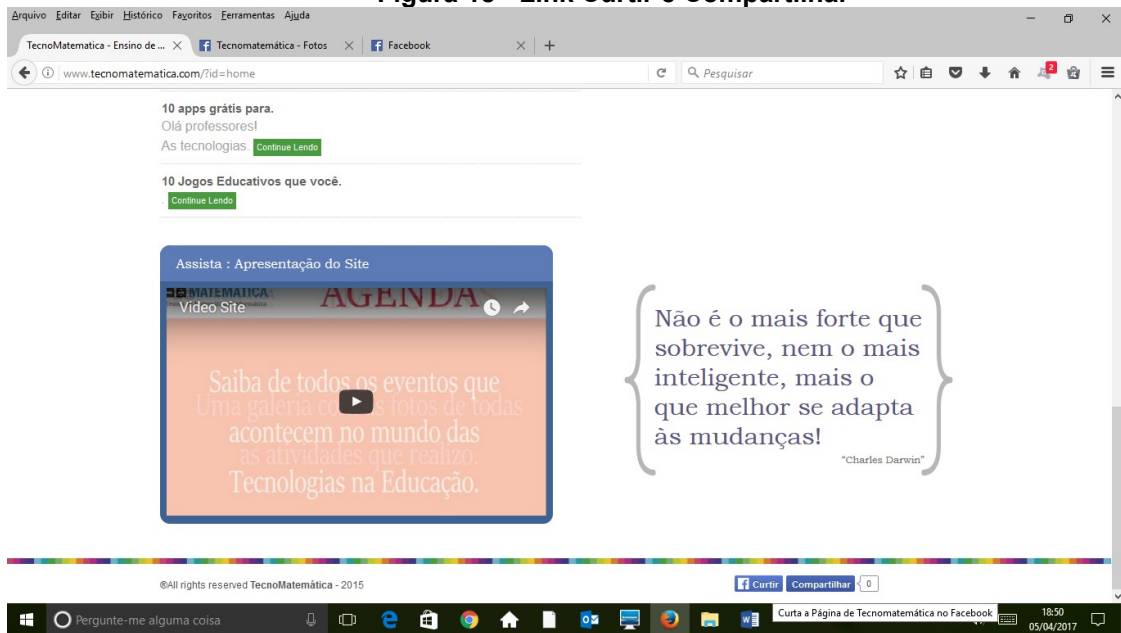 Arquivo Editar Exibir Histórico Favoritos Ferramentas Ajuda
TecnoMatematica - Ensino de ... Tecnomatemática - Fotos Facebook
www.tecnomatematica.com/?id=home Pesquisar 2
10 apps grátis para.
Olá professores!
As tecnologias. Continue Lendo
10 Jogos Educativos que você.
. Continue Lendo
Assista : Apresentação do Site
MATEMATICA AGENDA
Video Site
Saiba de todos os eventos que
Uma galeria com as fotos de todas
acontecem no mundo das
as atividades que realizo.
Tecnologias na Educação.
Não é o mais forte que
sobrevive, nem o mais
inteligente, mais o
que melhor se adapta
às mudanças!
"Charles Darwin"
©All rights reserved TecnoMatemática - 2015
Curtir Compartilhar 0
Curta a Página de Tecnomatemática no Facebook
Pergunte-me alguma coisa
18:50
05/04/2017